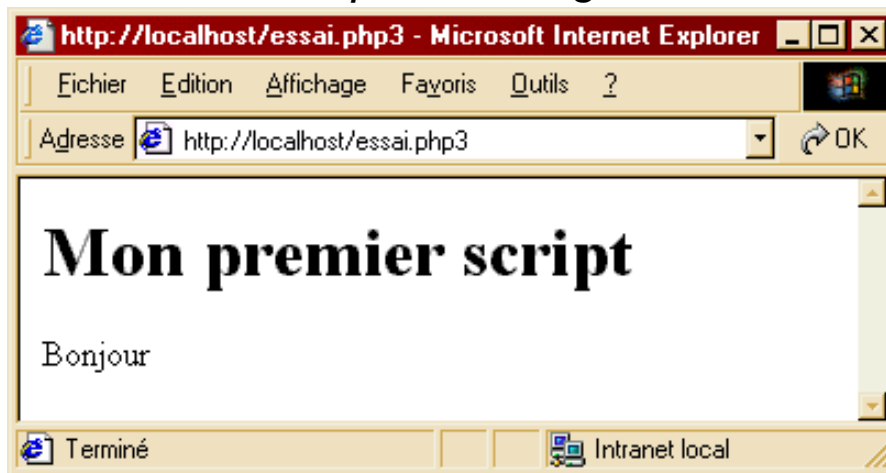 http://localhost/essai.php3 - Microsoft Internet Explorer
Fichier Edition Affichage Favoris Outils ?
Adresse http://localhost/essai.php3 OK
Mon premier script
Bonjour
Terminé Intranet local